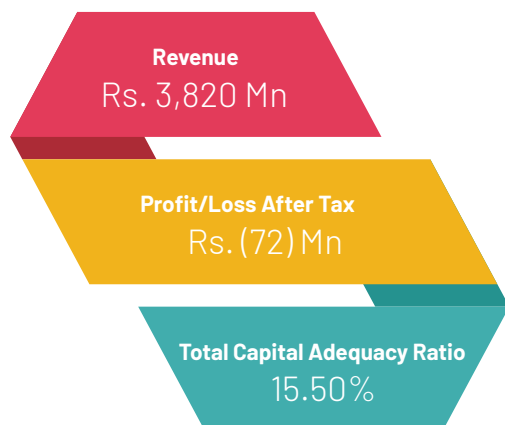 Revenue
Rs. 3,820 Mn
Profit/Loss After Tax
Rs. (72) Mn
Total Capital Adequacy Ratio
15.50%